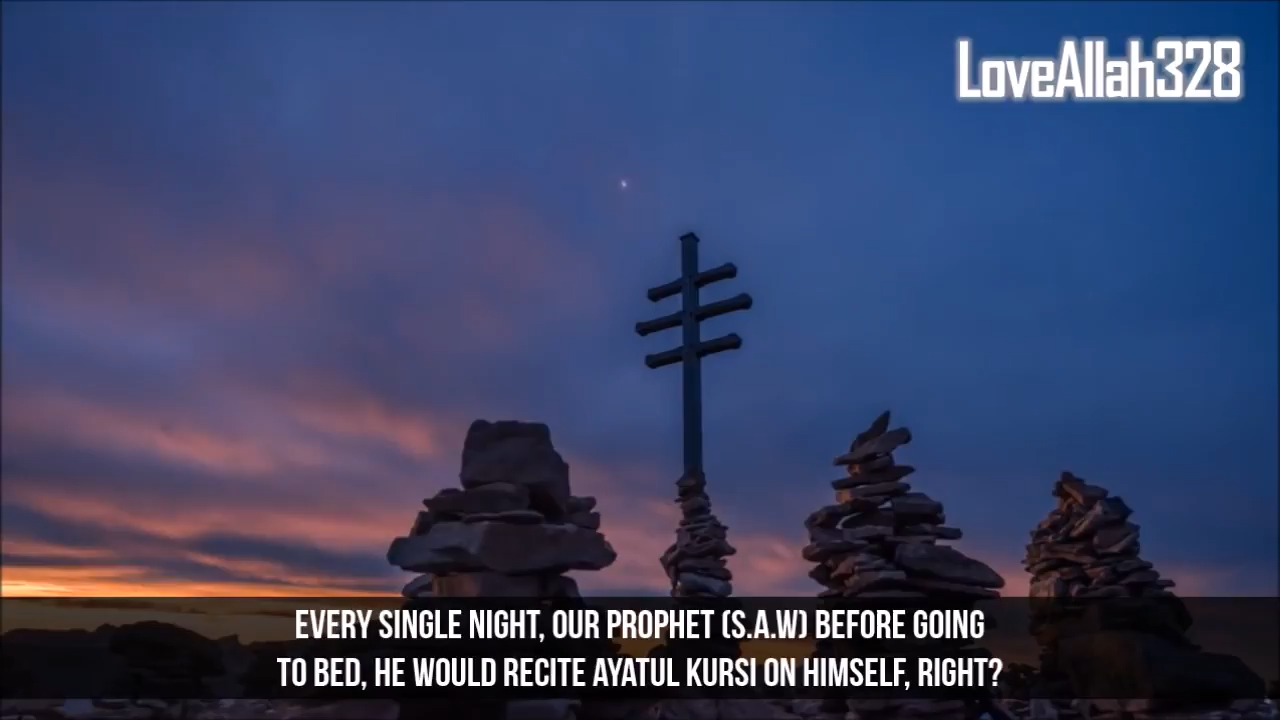 LoveAllah328
EVERY SINGLE NIGHT, OUR PROPHET (S.A.W) BEFORE GOING
TO BED, HE WOULD RECITE AYATUL KURSI ON HIMSELF, RIGHT?